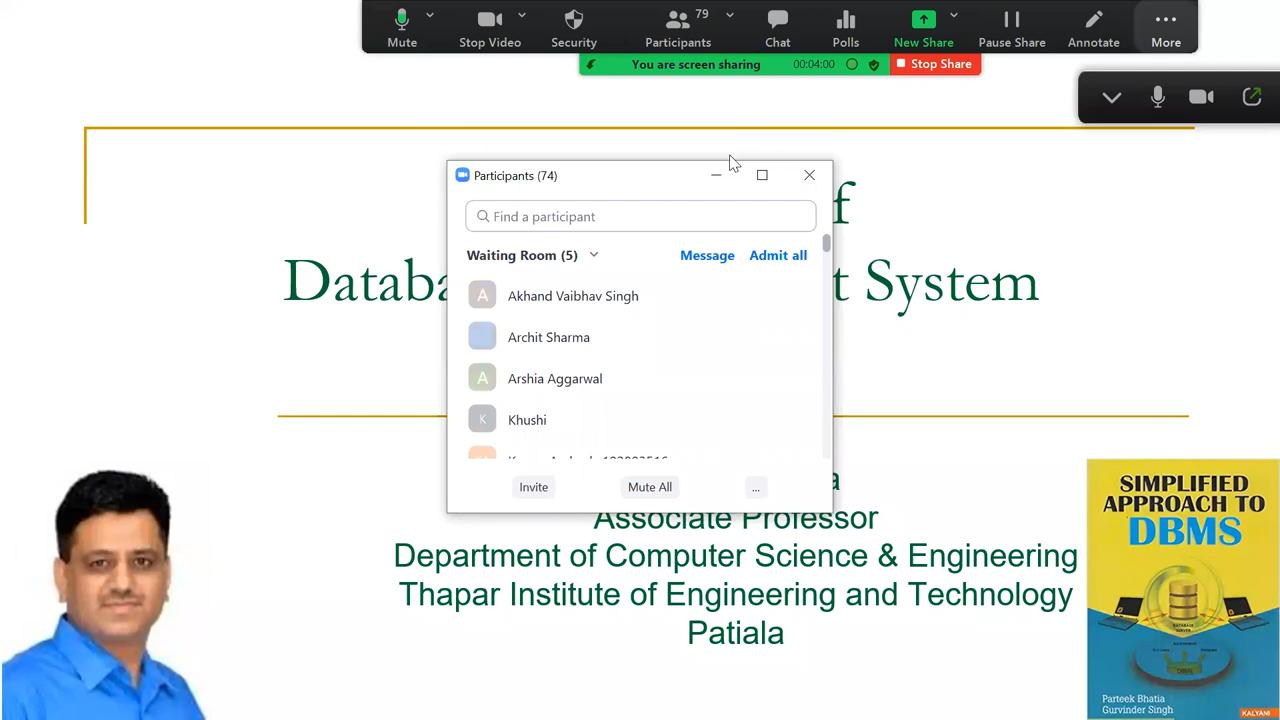 79
Mute
Stop Video
Security
Participants
Chat
Polls
New Share
Pause Share
Annotate
More
You are screen sharing
00:04:00
Stop Share
Participants (74)
Find a participant
Waiting Room (5)
Message
Admit all
A
Akhand Vaibhav Singh
Archit Sharma
A
Arshia Aggarwal
K
Khushi
Invite
Mute All
...
f
Databa
t System
a
Associate Professor
Department of Computer Science & Engineering
Thapar Institute of Engineering and Technology
Patiala
SIMPLIFIED
APPROACH TO
DBMS
Parteek Bhatia
Gurvinder Singh
KALYANI